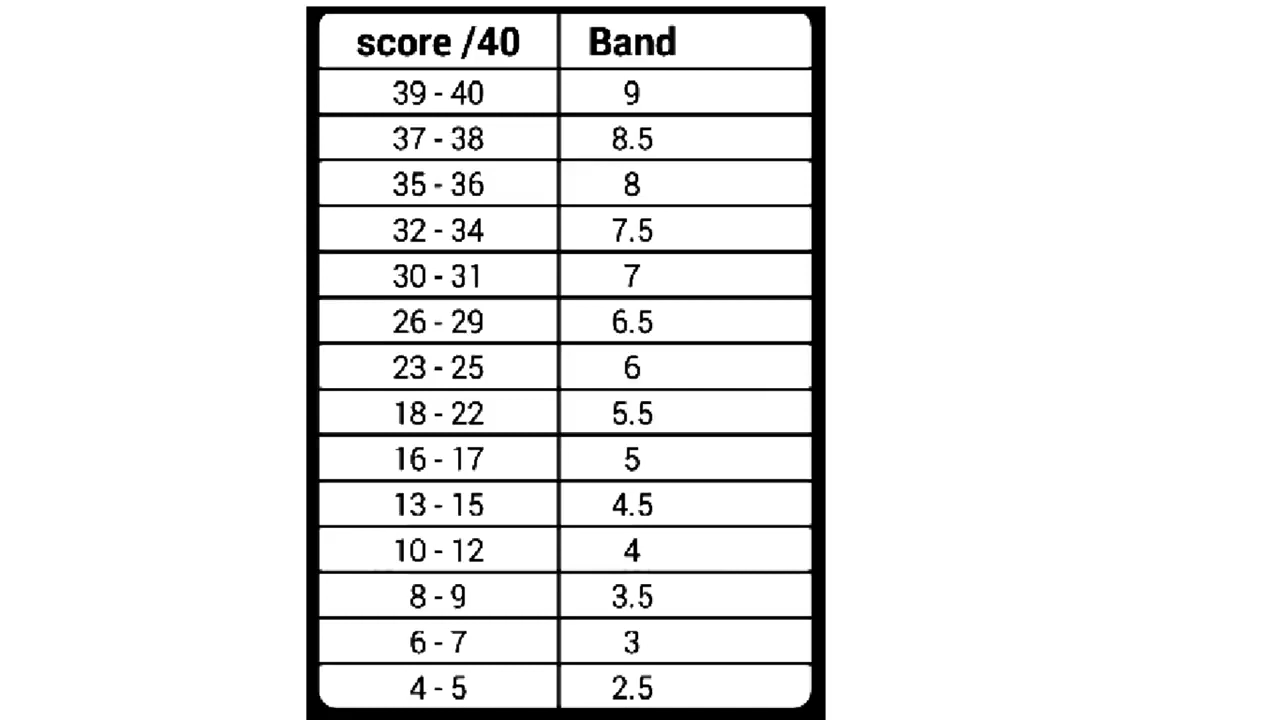 score /40 Band
39 - 40 9
37 - 38 8.5
35 - 36 8
32 - 34 7.5
30 - 31 7
26 - 29 6.5
23 - 25 6
18 - 22 5.5
16 - 17 5
13 - 15 4.5
10 - 12 4
8 - 9 3.5
6 - 7 3
4 - 5 2.5